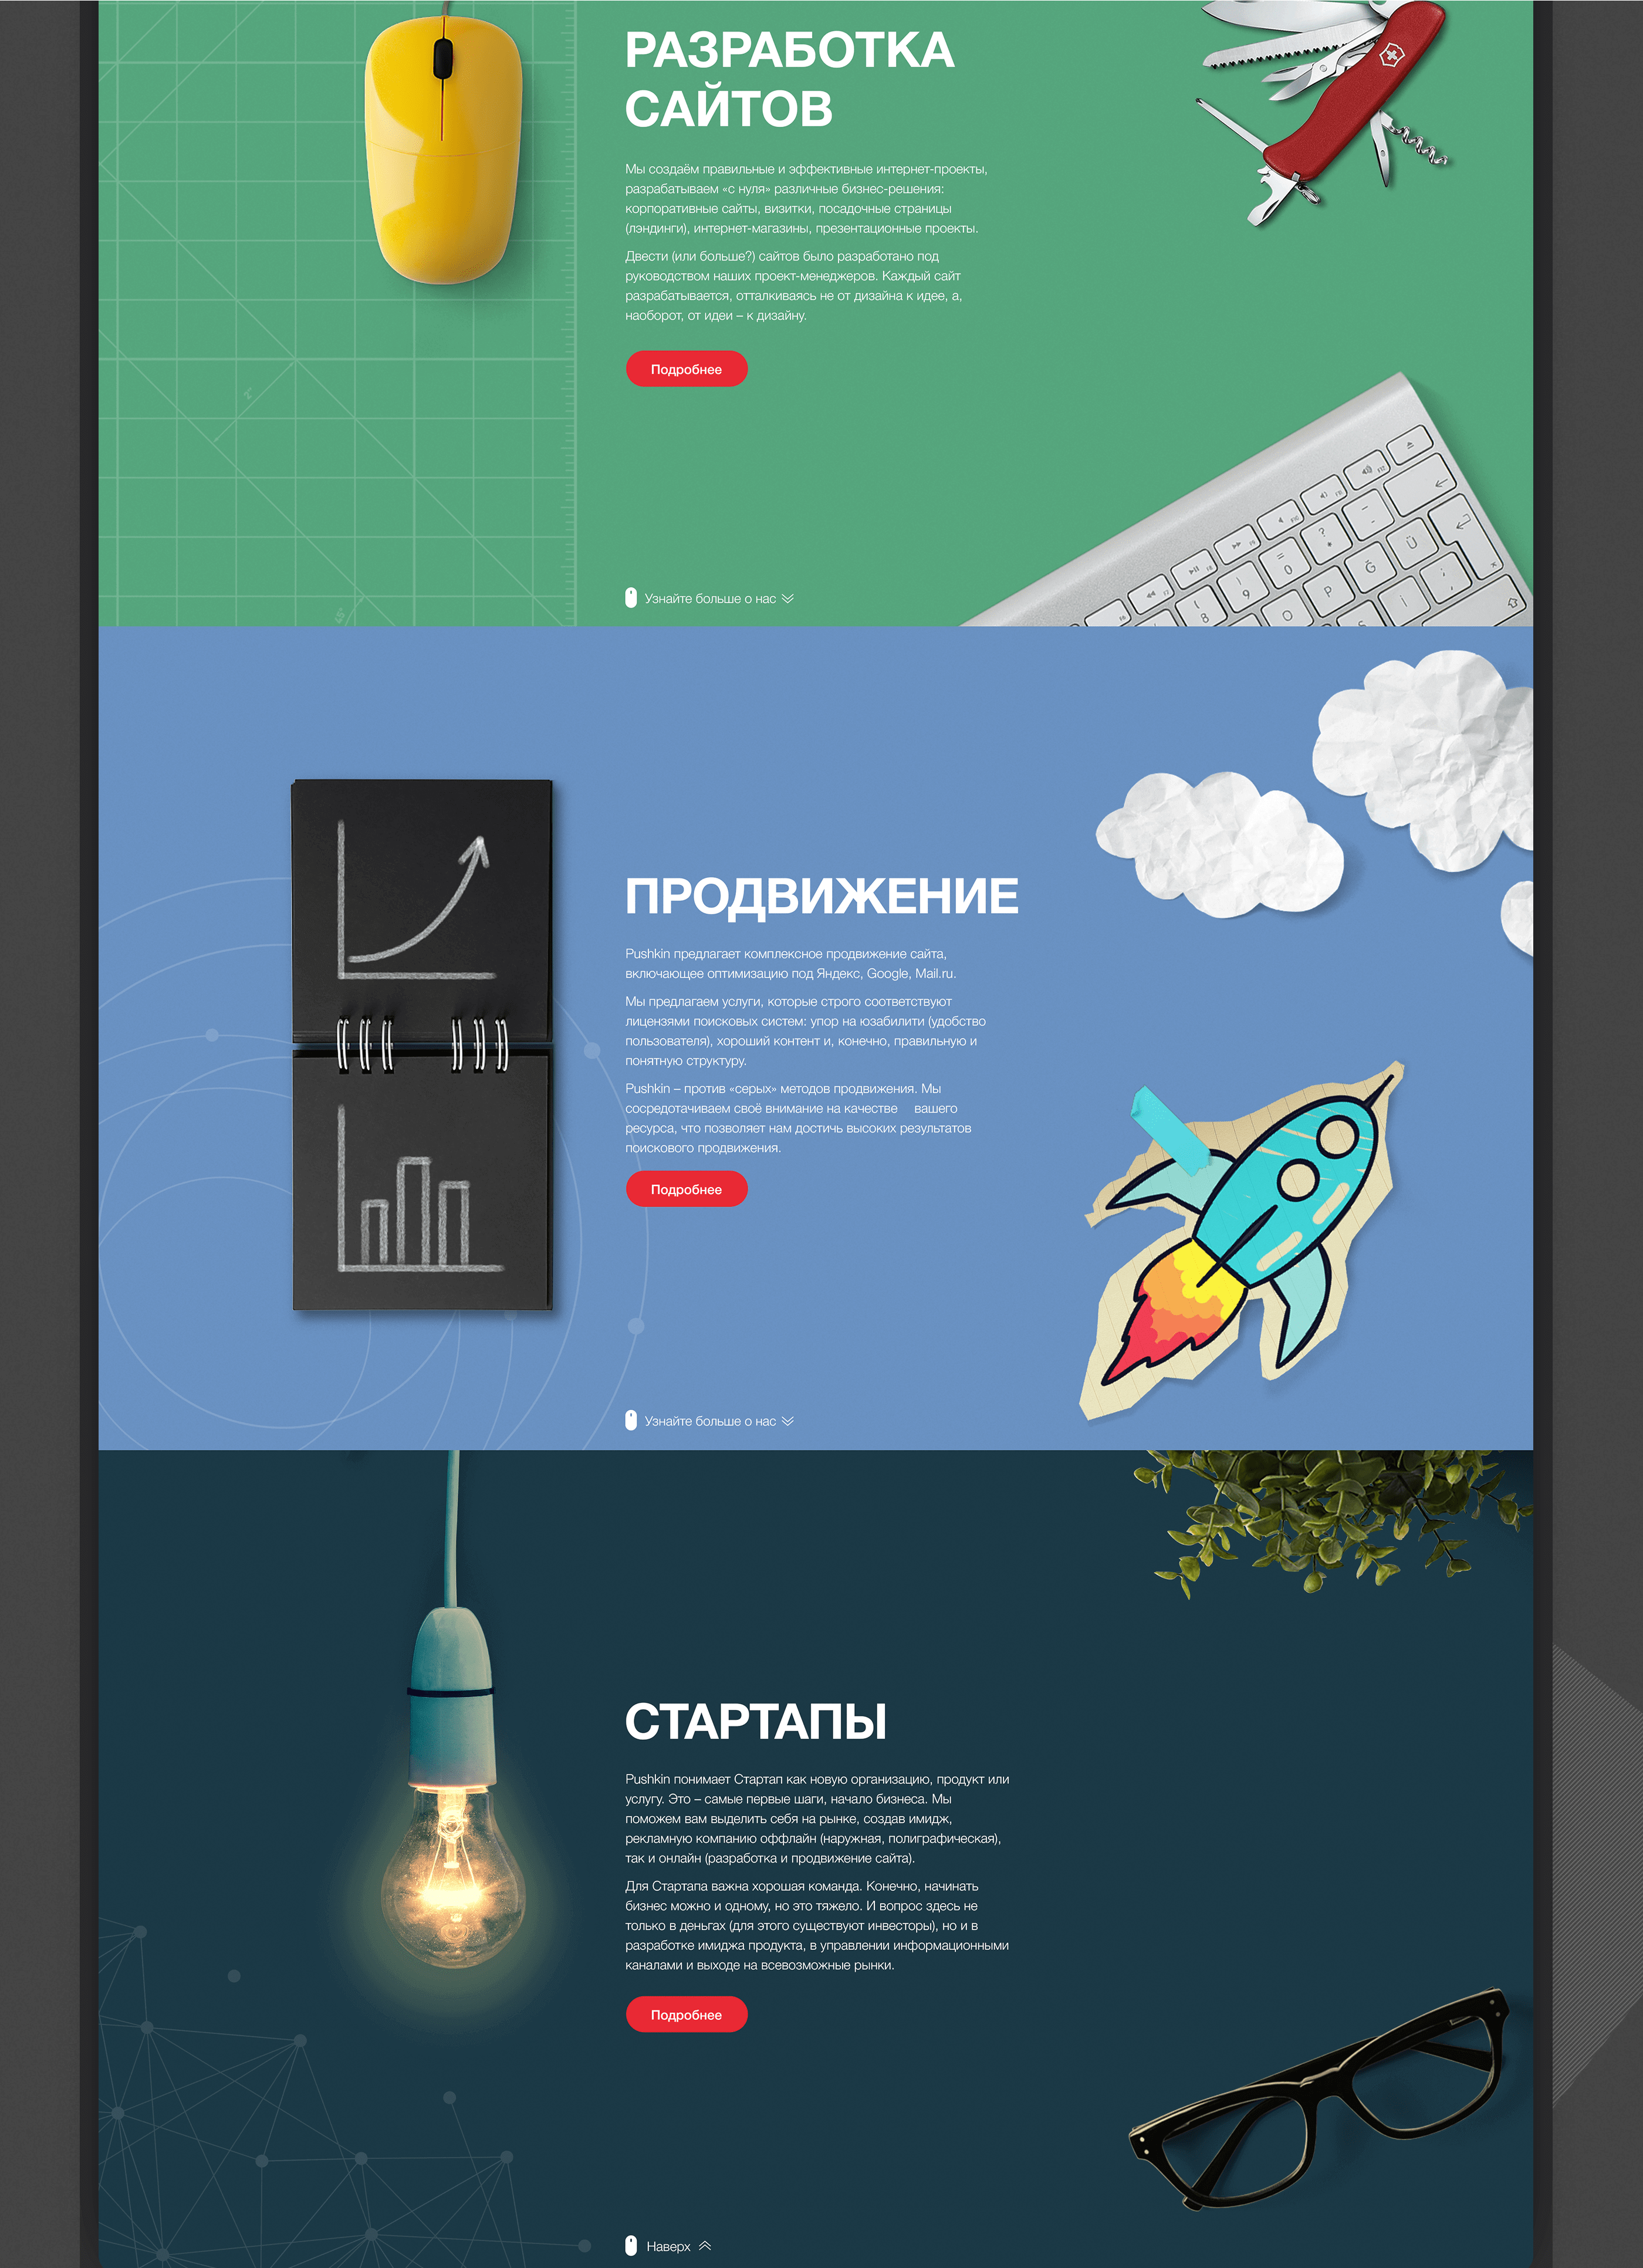 РАЗРАБОТКА
САЙТОВ
Мы создаём правильные и эффективные интернет-проекты,
разрабатываем «с нуля» различные бизнес-решения:
корпоративные сайты, визитки, посадочные страницы
(лэндинги), интернет-магазины, презентационные проекты.
Двести (или больше?) сайтов было разработано под
руководством наших проект-менеджеров. Каждый сайт
разрабатывается, отталкиваясь не от дизайна к идее, а,
наоборот, от идеи – к дизайну.
Подробнее
Узнайте больше о нас
ПРОДВИЖЕНИЕ
Pushkin предлагает комплексное продвижение сайта,
включающее оптимизацию под Яндекс, Google, Mail.ru.
Мы предлагаем услуги, которые строго соответствуют
лицензями поисковых систем: упор на юзабилити (удобство
пользователя), хороший контент и, конечно, правильную и
понятную структуру.
Pushkin – против «серых» методов продвижения. Мы
сосредотачиваем своё внимание на качестве вашего
ресурса, что позволяет нам достичь высоких результатов
поискового продвижения.
Подробнее
Узнайте больше о нас
СТАРТАПЫ
Pushkin понимает Стартап как новую организацию, продукт или
услугу. Это – самые первые шаги, начало бизнеса. Мы
поможем вам выделить себя на рынке, создав имидж,
рекламную компанию оффлайн (наружная, полиграфическая),
так и онлайн (разработка и продвижение сайта).
Для Стартапа важна хорошая команда. Конечно, начинать
бизнес можно и одному, но это тяжело. И вопрос здесь не
только в деньгах (для этого существуют инвесторы), но и в
разработке имиджа продукта, в управлении информационными
каналами и выходе на всевозможные рынки.
Подробнее
Наверх